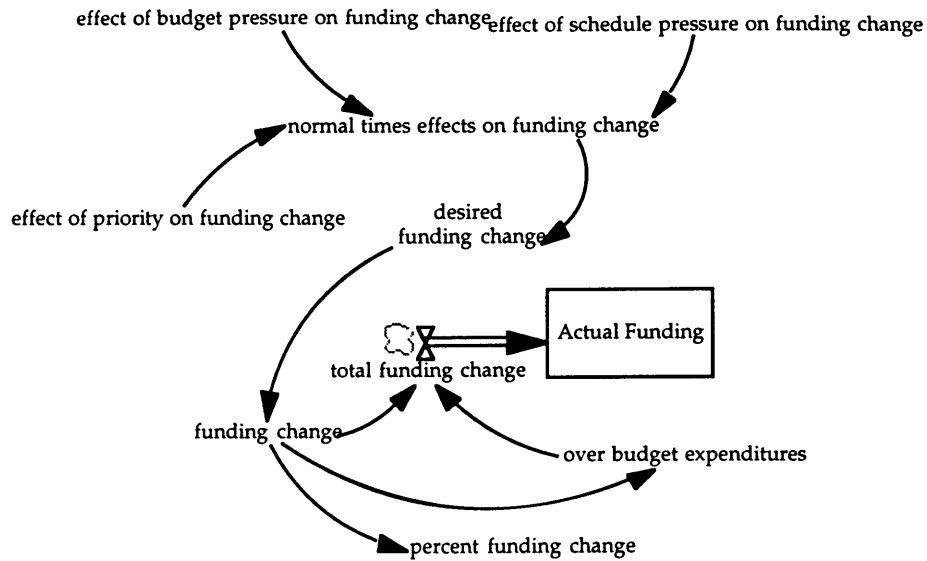 effect of budget pressure on funding change
effect of schedule pressure on funding change
normal times effects on funding change
effect of priority on funding change
desired
funding change
Actual Funding
total funding change
funding change
over budget expenditures
percent funding change